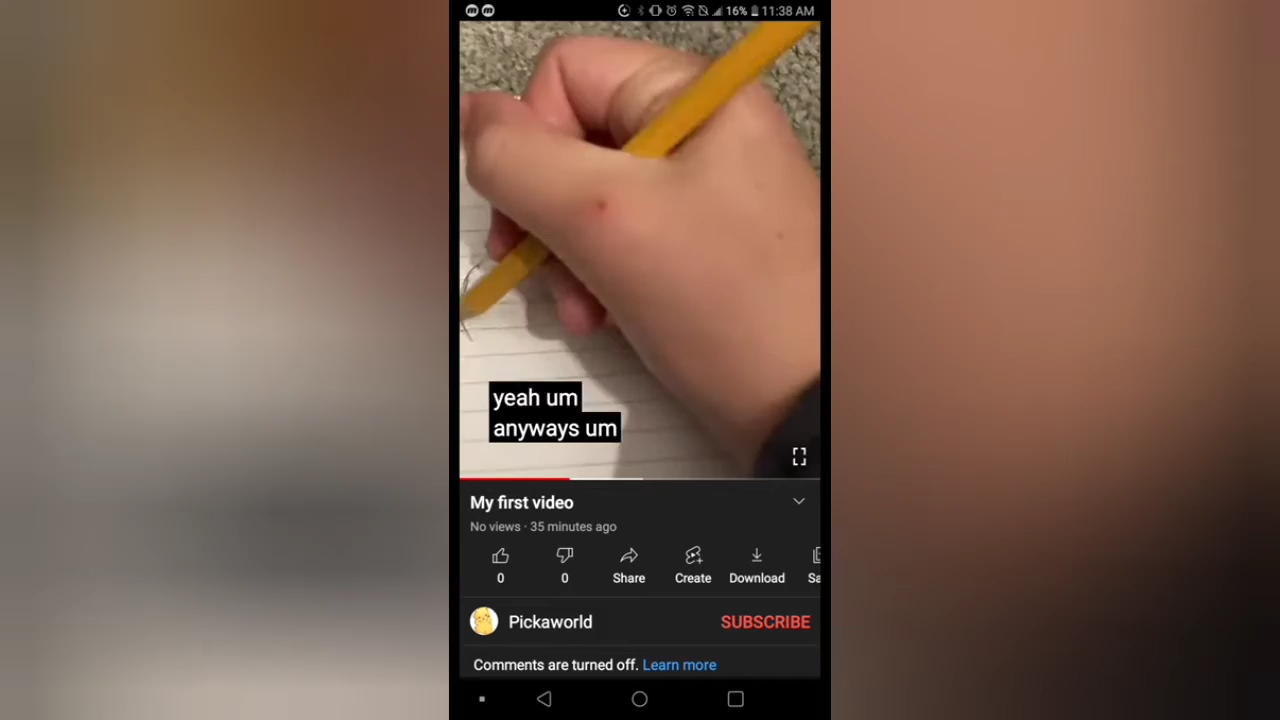 16% 11:38 AM
yeah um
anyways um
My first video
No views · 35 minutes ago
0 0 Share Create Download Sa
Pickaworld SUBSCRIBE
Comments are turned off. Learn more